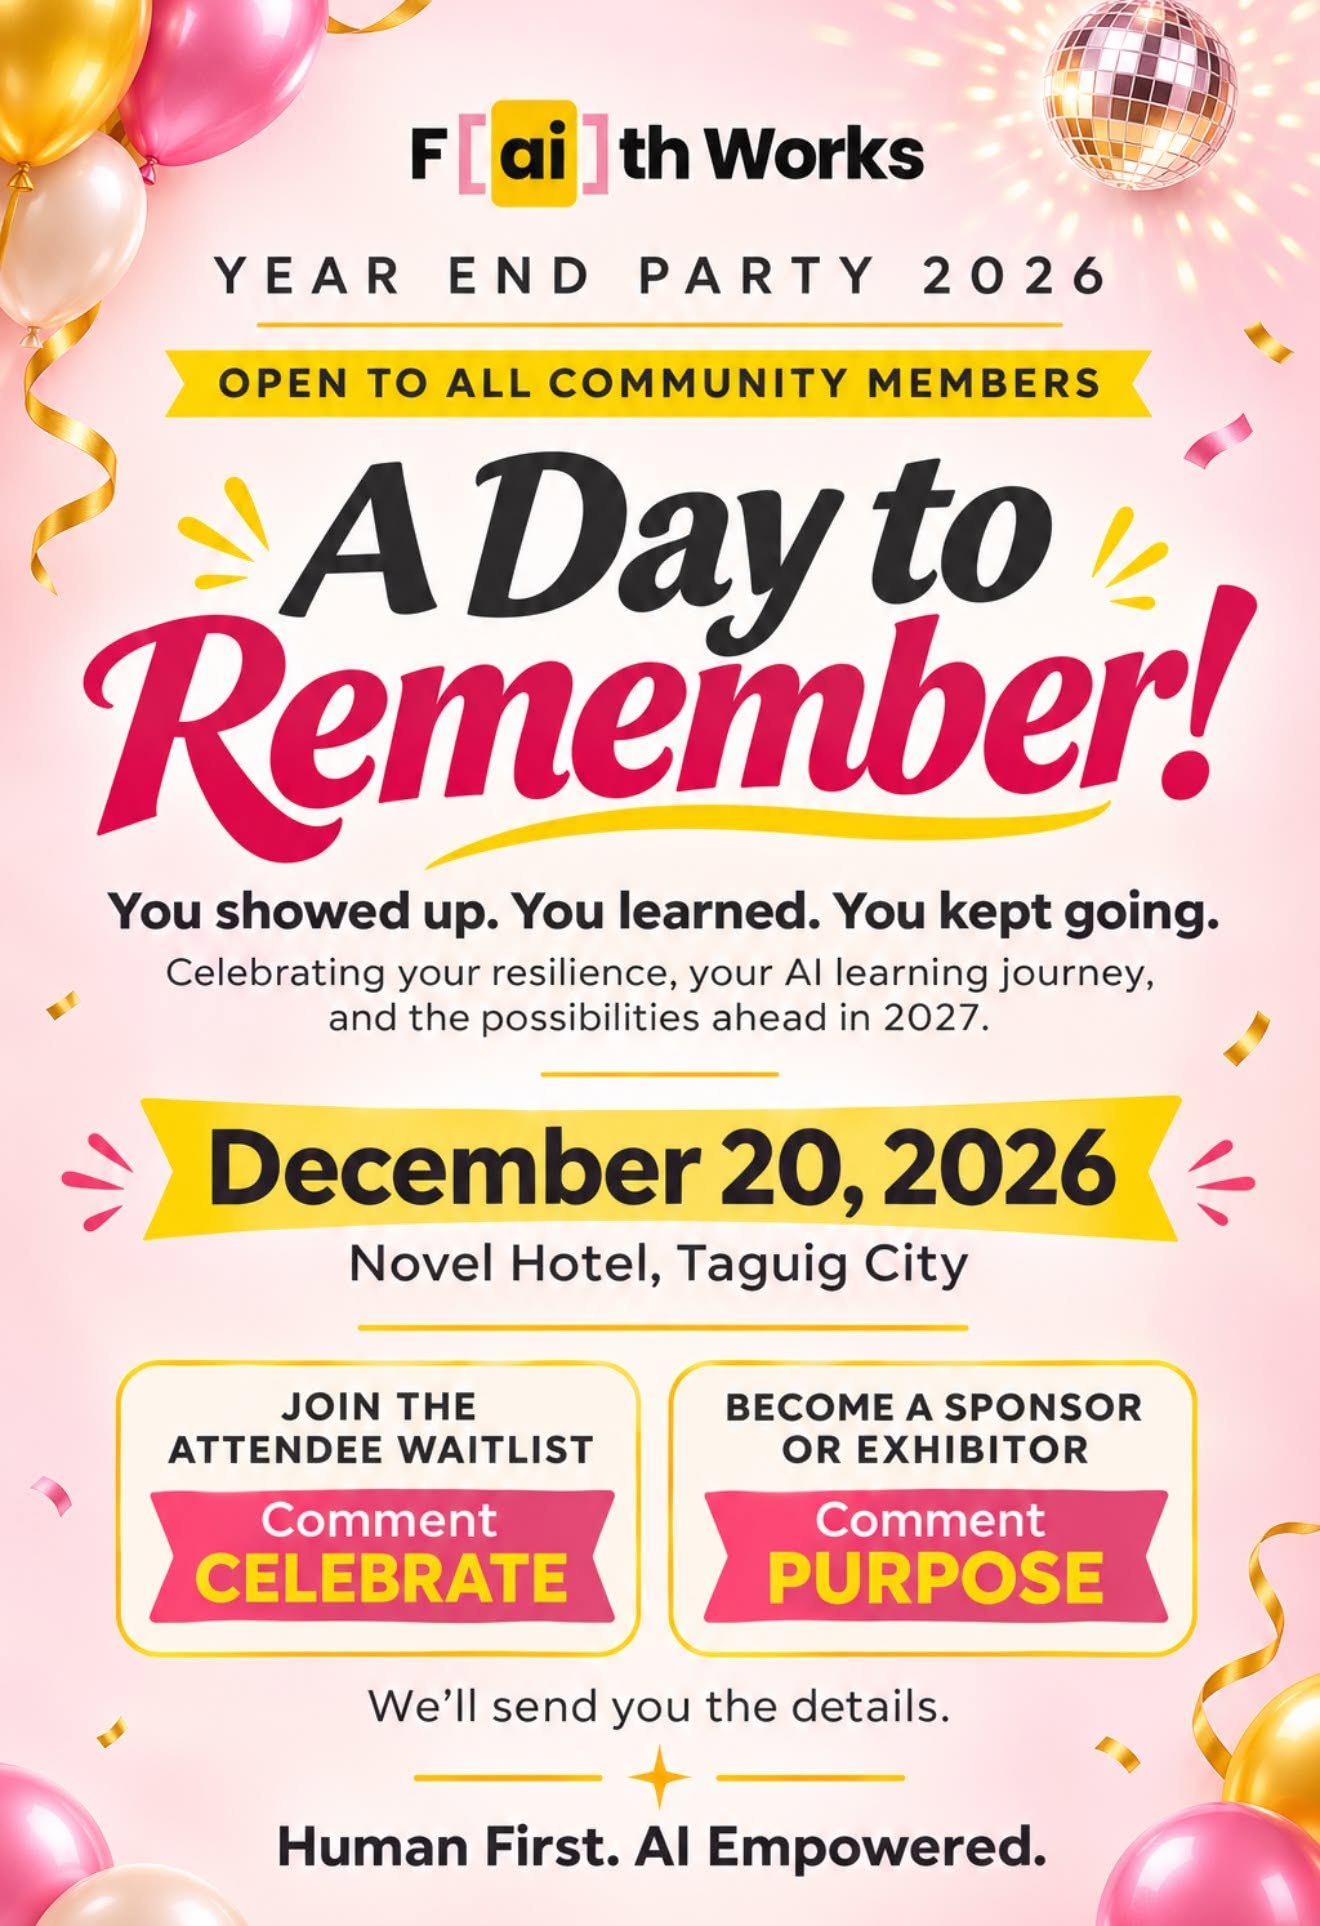 F[ai]th Works
YEAR END PARTY 2026
OPEN TO ALL COMMUNITY MEMBERS
A Day to
Remember!
You showed up. You learned. You kept going.
Celebrating your resilience, your AI learning journey,
and the possibilities ahead in 2027.
December 20, 2026
Novel Hotel, Taguig City
JOIN THE
ATTENDEE WAITLIST
Comment
CELEBRATE
BECOME A SPONSOR
OR EXHIBITOR
Comment
PURPOSE
We'll send you the details.
Human First. AI Empowered.